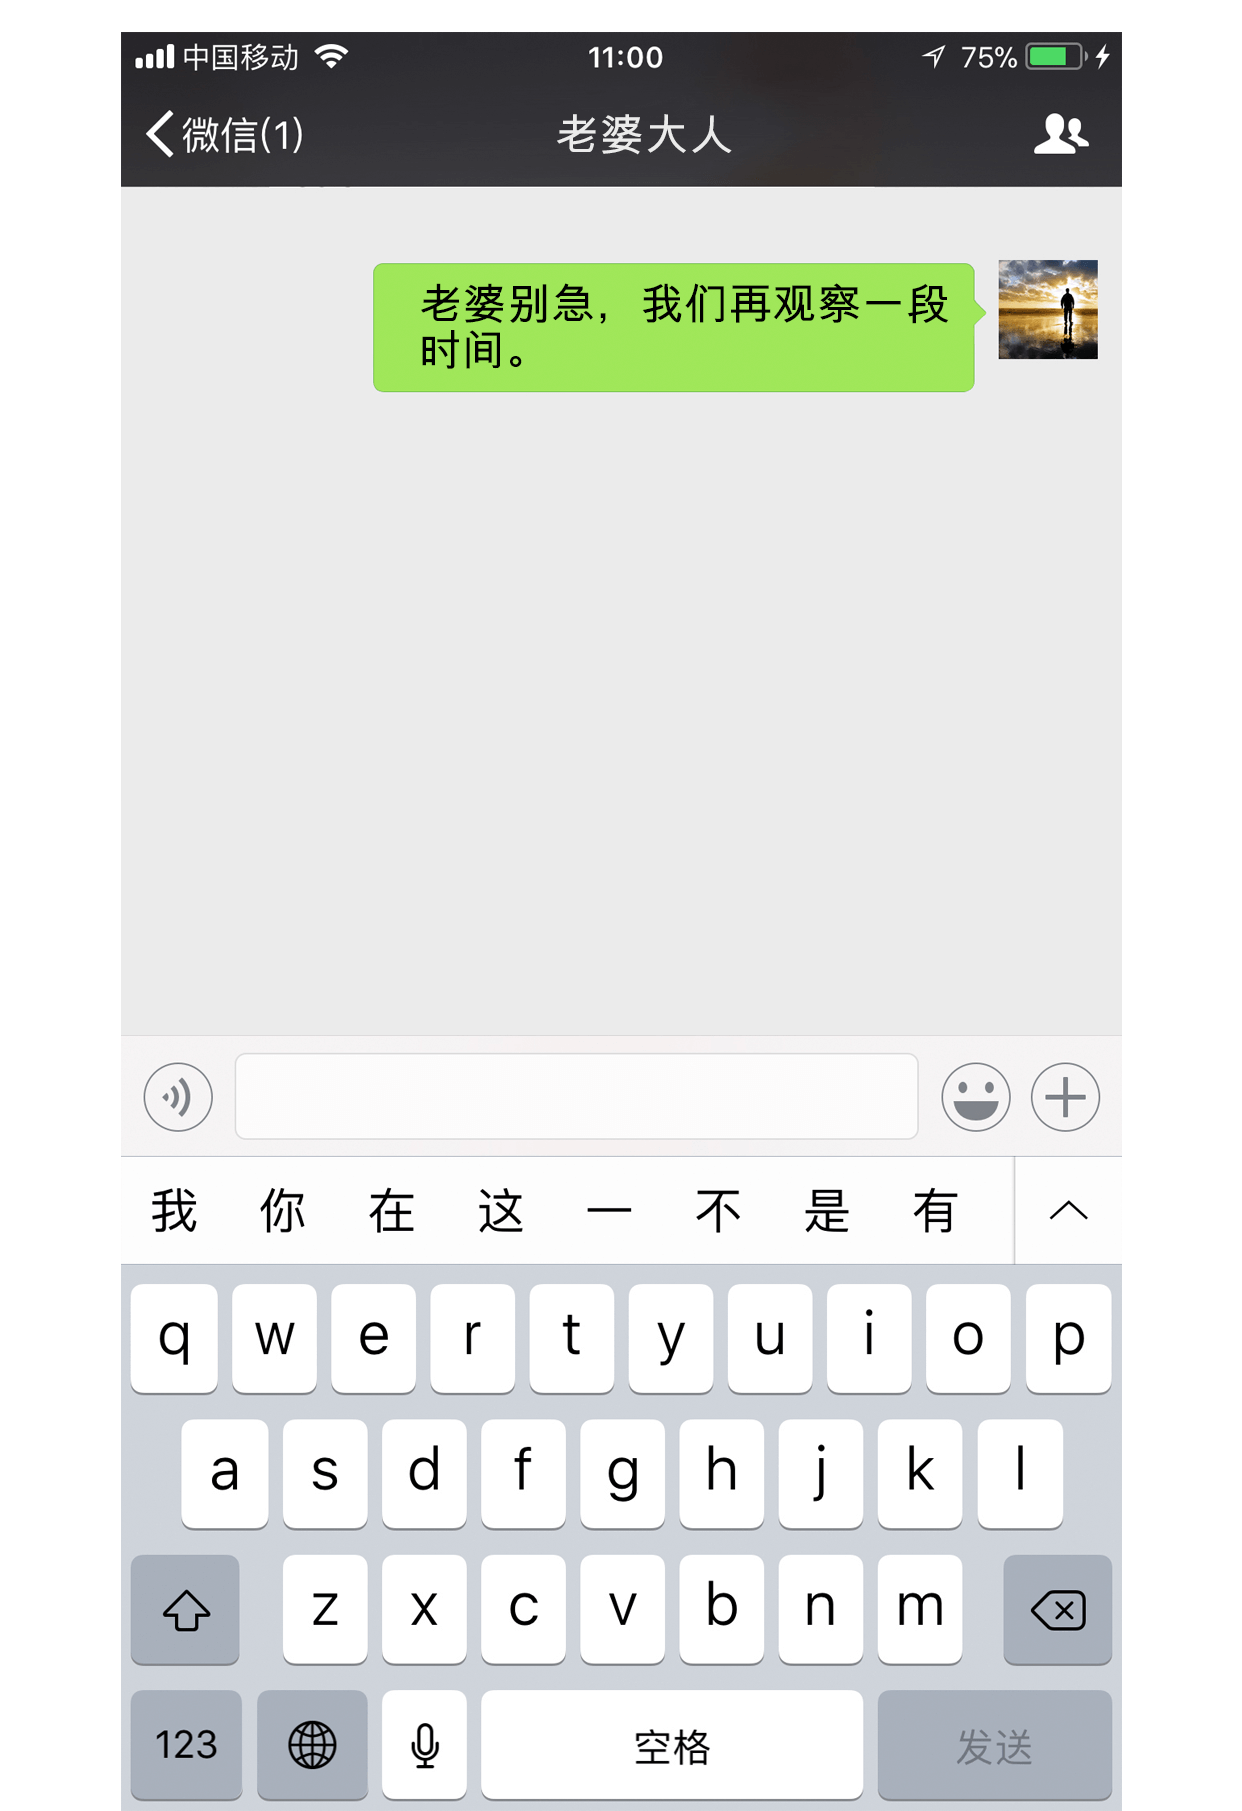 中国移动 11:00 75%
微信(1) 老婆大人
老婆别急，我们再观察一段
时间。
我 你 在 这 一 不 是 有
q w e r t y u i o p
a s d f g h j k l
z x c v b n m
123 空格 发送